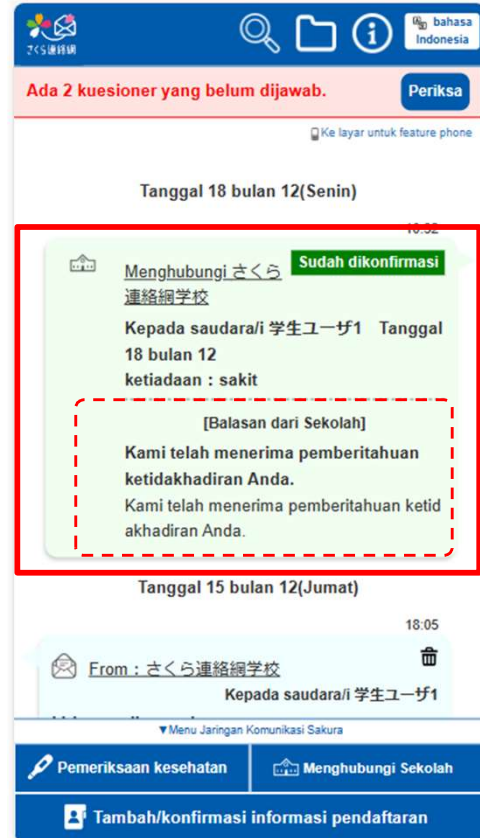 bahasa
Indonesia
さくら連絡網
Ada 2 kuesioner yang belum dijawab.
Periksa
Ke layar untuk feature phone
Tanggal 18 bulan 12(Senin)
Sudah dikonfirmasi
Menghubungi さくら
連絡網学校
Kepada saudara/i 学生ユーザ1 Tanggal
18 bulan 12
ketiadaan : sakit
[Balasan dari Sekolah]
Kami telah menerima pemberitahuan
ketidakhadiran Anda.
Kami telah menerima pemberitahuan ketid
akhadiran Anda.
Tanggal 15 bulan 12(Jumat)
18:05
From : さくら連絡網学校
Kepada saudara/i 学生ユーザ1
▼Menu Jaringan Komunikasi Sakura
Pemeriksaan kesehatan
Menghubungi Sekolah
Tambah/konfirmasi informasi pendaftaran